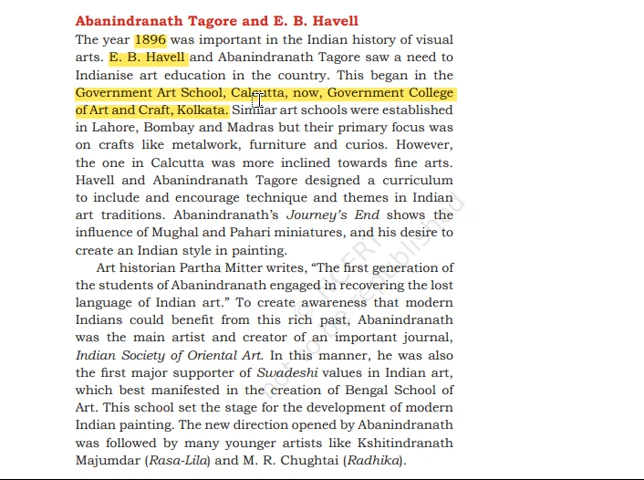 Abanindranath Tagore and E. B. Havell
The year 1896 was important in the Indian history of visual
arts. E. B. Havell and Abanindranath Tagore saw a need to
Indianise art education in the country. This began in the
Government Art School, Calcutta, now, Government College
of Art and Craft, Kolkata. Similar art schools were established
in Lahore, Bombay and Madras but their primary focus was
on crafts like metalwork, furniture and curios. However,
the one in Calcutta was more inclined towards fine arts.
Havell and Abanindranath Tagore designed a curriculum
to include and encourage technique and themes in Indian
art traditions. Abanindranath's Journey's End shows the
influence of Mughal and Pahari miniatures, and his desire to
create an Indian style in painting.
Art historian Partha Mitter writes, “The first generation of
the students of Abanindranath engaged in recovering the lost
language of Indian art.” To create awareness that modern
Indians could benefit from this rich past, Abanindranath
was the main artist and creator of an important journal,
Indian Society of Oriental Art. In this manner, he was also
the first major supporter of Swadeshi values in Indian art,
which best manifested in the creation of Bengal School of
Art. This school set the stage for the development of modern
Indian painting. The new direction opened by Abanindranath
was followed by many younger artists like Kshitindranath
Majumdar (Rasa-Lila) and M. R. Chughtai (Radhika).
© NCERT
not to be republished